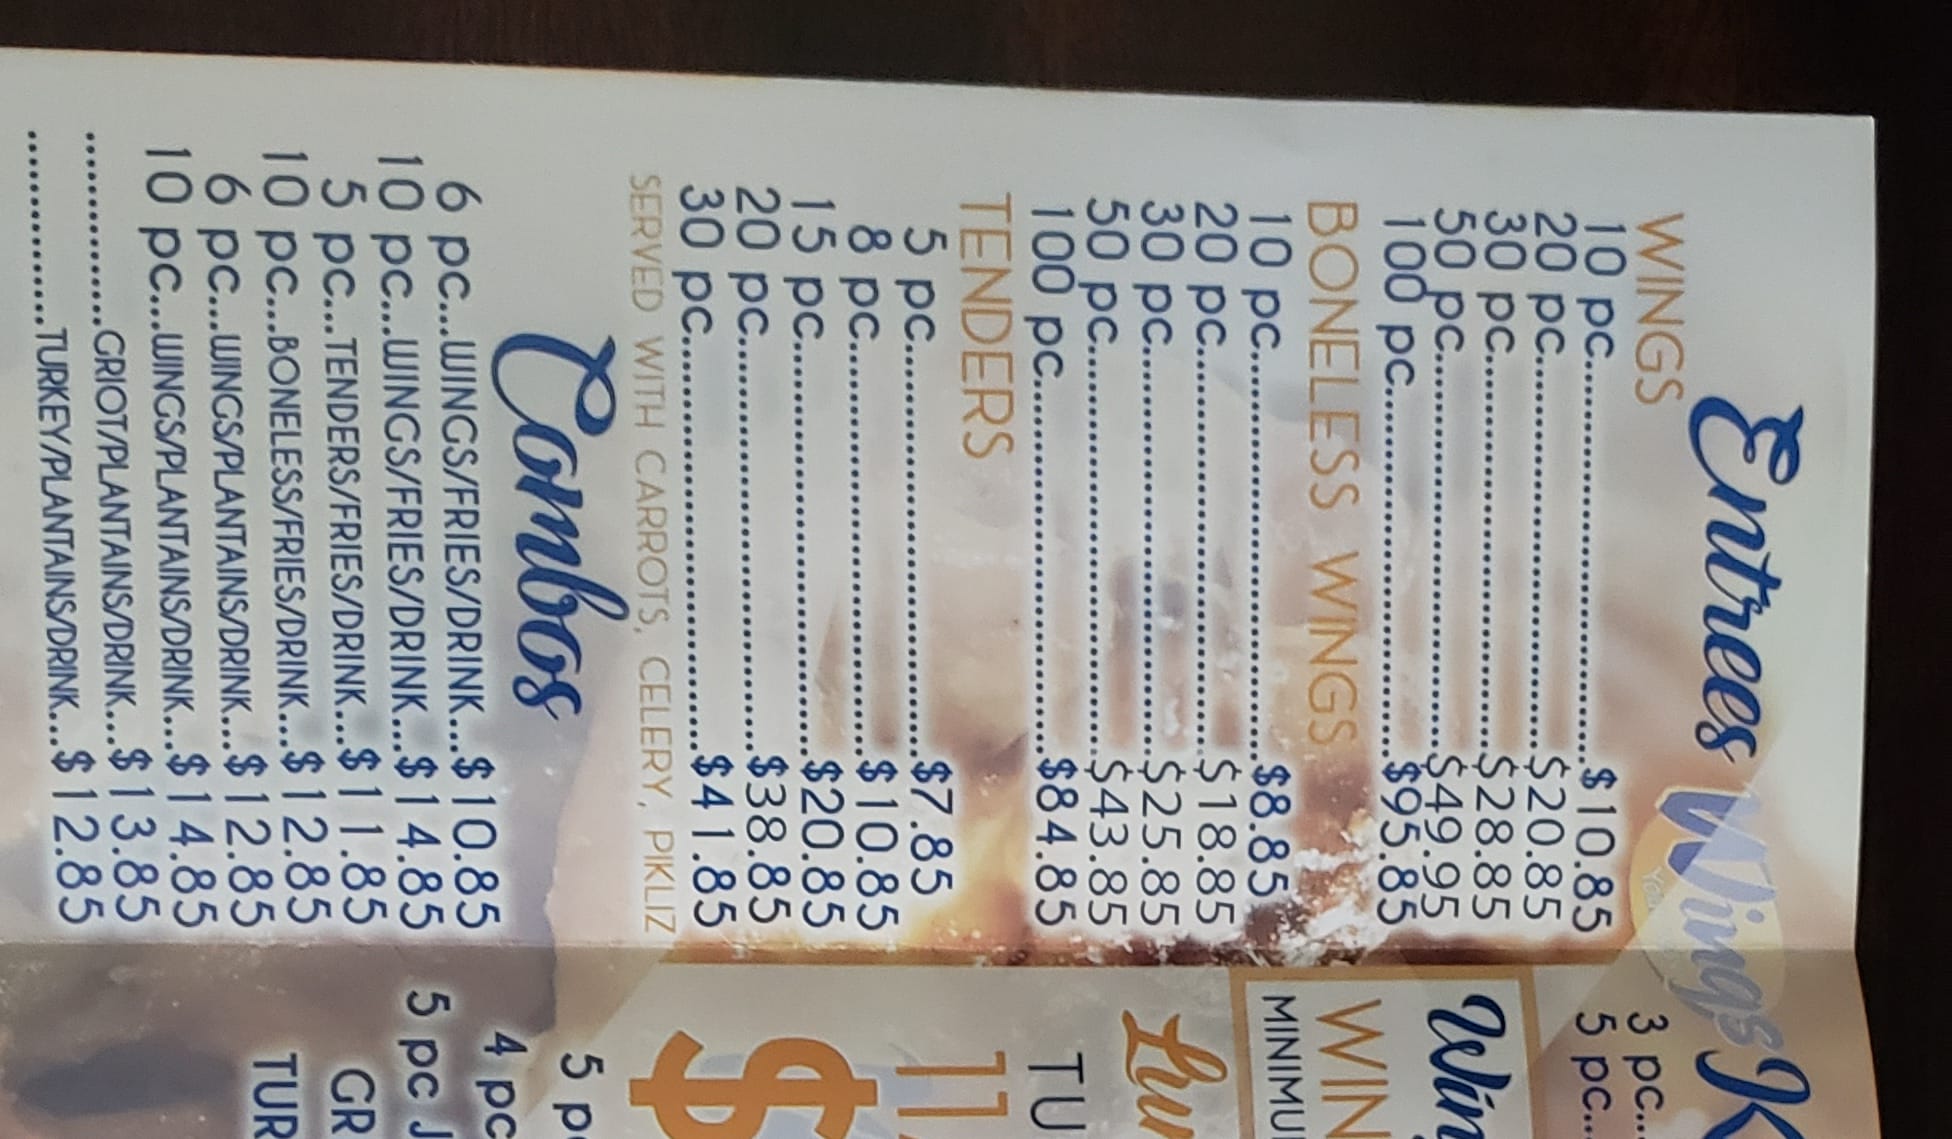 Entrees
WINGS
10 pc..............................$10.85
20 pc..............................$20.85
30 pc..............................$28.85
50 pc..............................$49.95
100 pc..............................$95.85
BONELESS WINGS
10 pc..............................$8.85
20 pc..............................$18.85
30 pc..............................$25.85
50 pc..............................$43.85
100 pc..............................$84.85
TENDERS
5 pc..............................$7.85
8 pc..............................$10.85
15 pc..............................$20.85
20 pc..............................$38.85
30 pc..............................$41.85
SERVED WITH CARROTS, CELERY, PIKLIZ
Combos
6 pc...WINGS/FRIES/DRINK...$10.85
10 pc...WINGS/FRIES/DRINK...$14.85
5 pc...TENDERS/FRIES/DRINK...$11.85
10 pc...BONELESS/FRIES/DRINK...$12.85
6 pc...WINGS/PLANTAINS/DRINK...$12.85
10 pc...WINGS/PLANTAINS/DRINK...$14.85
..............GRIOT/PLANTAINS/DRINK...$13.85
..............TURKEY/PLANTAINS/DRINK...$12.85
Wings
3 pc...
5 pc...
WIN
MINIMU
TU
$
5 p
4 pc
5 pc J
GR
TUR